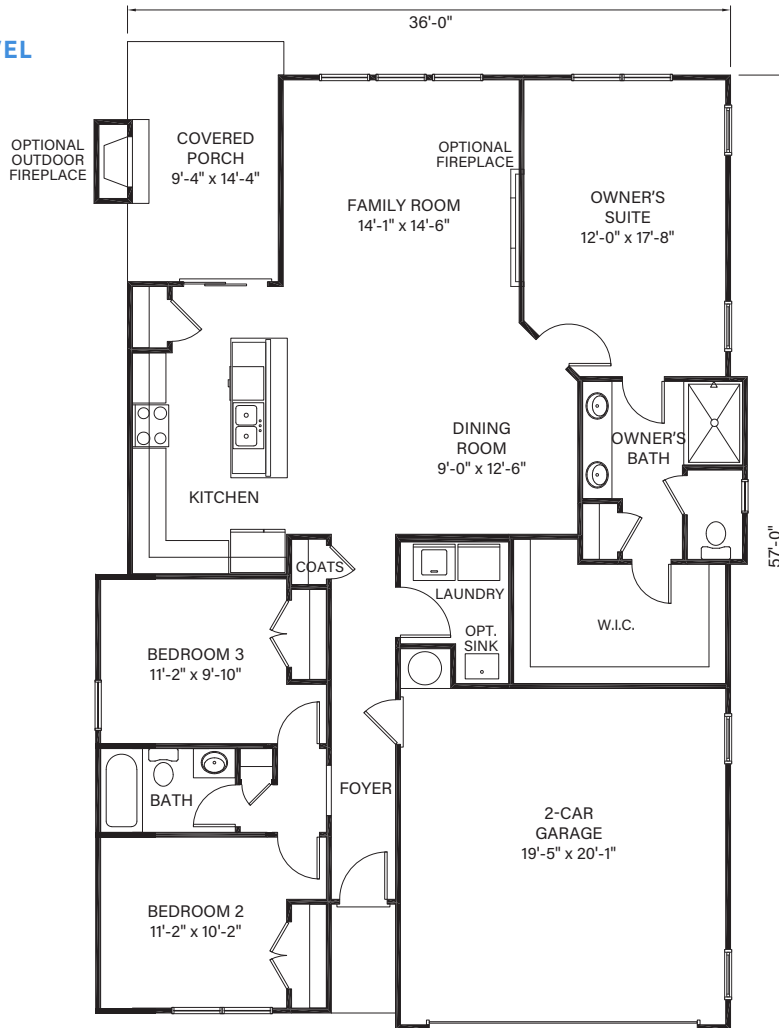 36'-0"
VEL
OPTIONAL
OUTDOOR
FIREPLACE
COVERED
PORCH
9'-4" x 14'-4"
FAMILY ROOM
14'-1" x 14'-6"
OPTIONAL
FIREPLACE
OWNER'S
SUITE
12'-0" x 17'-8"
DINING
ROOM
9'-0" x 12'-6"
OWNER'S
BATH
KITCHEN
57'-0"
COATS
LAUNDRY
OPT.
SINK
W.I.C.
BEDROOM 3
11'-2" x 9'-10"
BATH
FOYER
2-CAR
GARAGE
19'-5" x 20'-1"
BEDROOM 2
11'-2" x 10'-2"